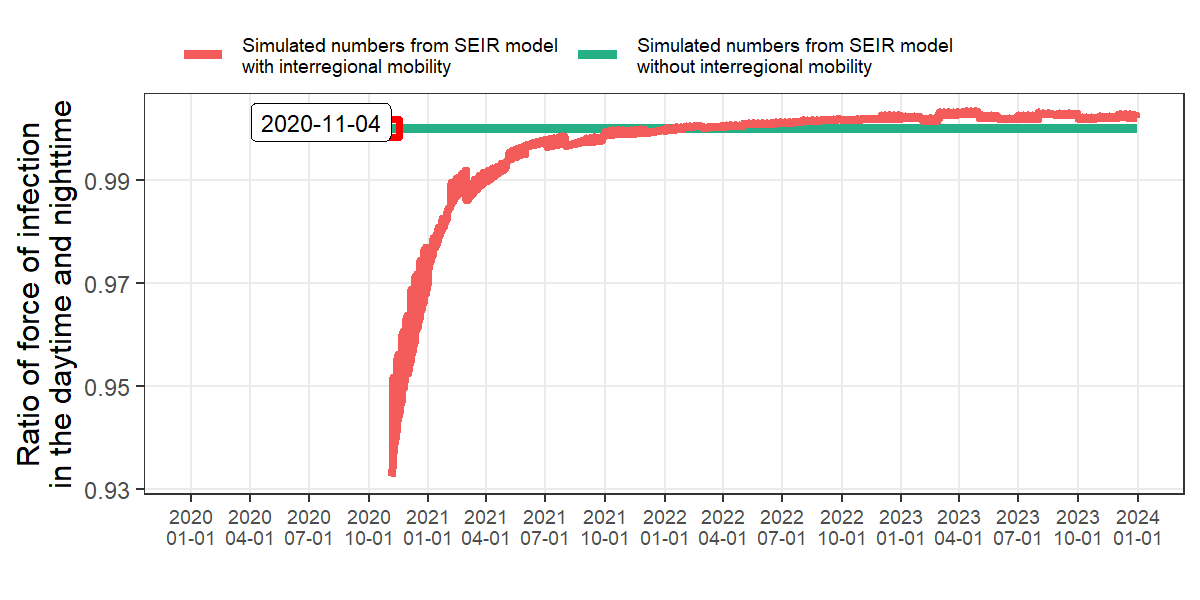 Simulated numbers from SEIR model
with interregional mobility
Simulated numbers from SEIR model
without interregional mobility
Ratio of force of infection
in the daytime and nighttime
2020-11-04
0.99
0.97
0.95
0.93
2020 2020 2020 2020 2021 2021 2021 2021 2022 2022 2022 2022 2023 2023 2023 2023 2024
01-01 04-01 07-01 10-01 01-01 04-01 07-01 10-01 01-01 04-01 07-01 10-01 01-01 04-01 07-01 10-01 01-01